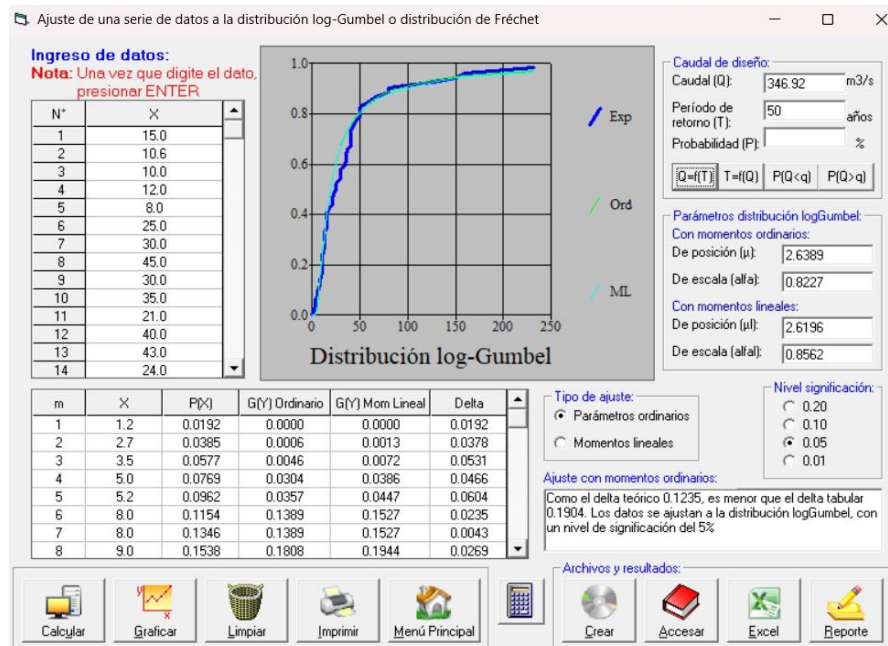 Ajuste de una serie de datos a la distribución log-Gumbel o distribución de Fréchet
Ingreso de datos:
Nota: Una vez que digite el dato,
presionar ENTER
N° X
1 15.0
2 10.6
3 10.0
4 12.0
5 8.0
6 25.0
7 30.0
8 45.0
9 30.0
10 35.0
11 21.0
12 40.0
13 43.0
14 24.0
1.0
0.8
0.6
0.4
0.2
0.0
0 50 100 150 200 250
Exp
Ord
ML
Distribución log-Gumbel
Caudal de diseño:
Caudal (Q): 346.92 m3/s
Período de
retorno (T): 50 años
Probabilidad (P): %
Q=f(T) T=f(Q) P(Q<q) P(Q>q)
Parámetros distribución logGumbel:
Con momentos ordinarios:
De posición (µ): 2.6389
De escala (alfa): 0.8227
Con momentos lineales:
De posición (µl): 2.6196
De escala (alfal): 0.8562
m X P(X) G(Y) Ordinario G(Y) Mom Lineal Delta
1 1.2 0.0192 0.0000 0.0000 0.0192
2 2.7 0.0385 0.0006 0.0013 0.0378
3 3.5 0.0577 0.0046 0.0072 0.0531
4 5.0 0.0769 0.0304 0.0386 0.0466
5 5.2 0.0962 0.0357 0.0447 0.0604
6 8.0 0.1154 0.1389 0.1527 0.0235
7 8.0 0.1346 0.1389 0.1527 0.0043
8 9.0 0.1538 0.1808 0.1944 0.0269
Tipo de ajuste:
Parámetros ordinarios
Momentos lineales
Nivel significación:
0.20
0.10
0.05
0.01
Ajuste con momentos ordinarios:
Como el delta teórico 0.1235, es menor que el delta tabular
0.1904. Los datos se ajustan a la distribución logGumbel, con
un nivel de significación del 5%
Archivos y resultados:
Calcular Graficar Limpiar Imprimir Menú Principal Crear Accesar Excel Reporte